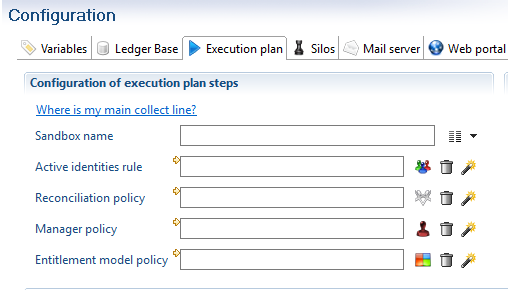 Configuration
Variables Ledger Base Execution plan Silos Mail server Web portal
Configuration of execution plan steps
Where is my main collect line?
Sandbox name
Active identities rule
Reconciliation policy
Manager policy
Entitlement model policy